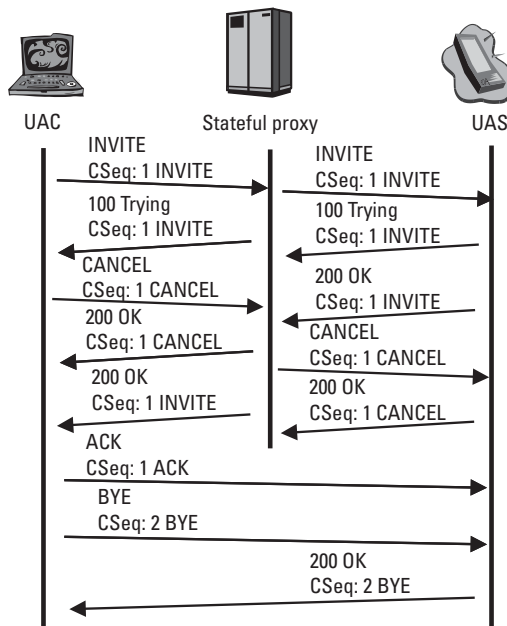 UAC
Stateful proxy
UAS
INVITE
CSeq: 1 INVITE
INVITE
CSeq: 1 INVITE
100 Trying
CSeq: 1 INVITE
100 Trying
CSeq: 1 INVITE
CANCEL
CSeq: 1 CANCEL
200 OK
CSeq: 1 INVITE
200 OK
CSeq: 1 CANCEL
CANCEL
CSeq: 1 CANCEL
200 OK
CSeq: 1 INVITE
200 OK
CSeq: 1 CANCEL
ACK
CSeq: 1 ACK
BYE
CSeq: 2 BYE
200 OK
CSeq: 2 BYE